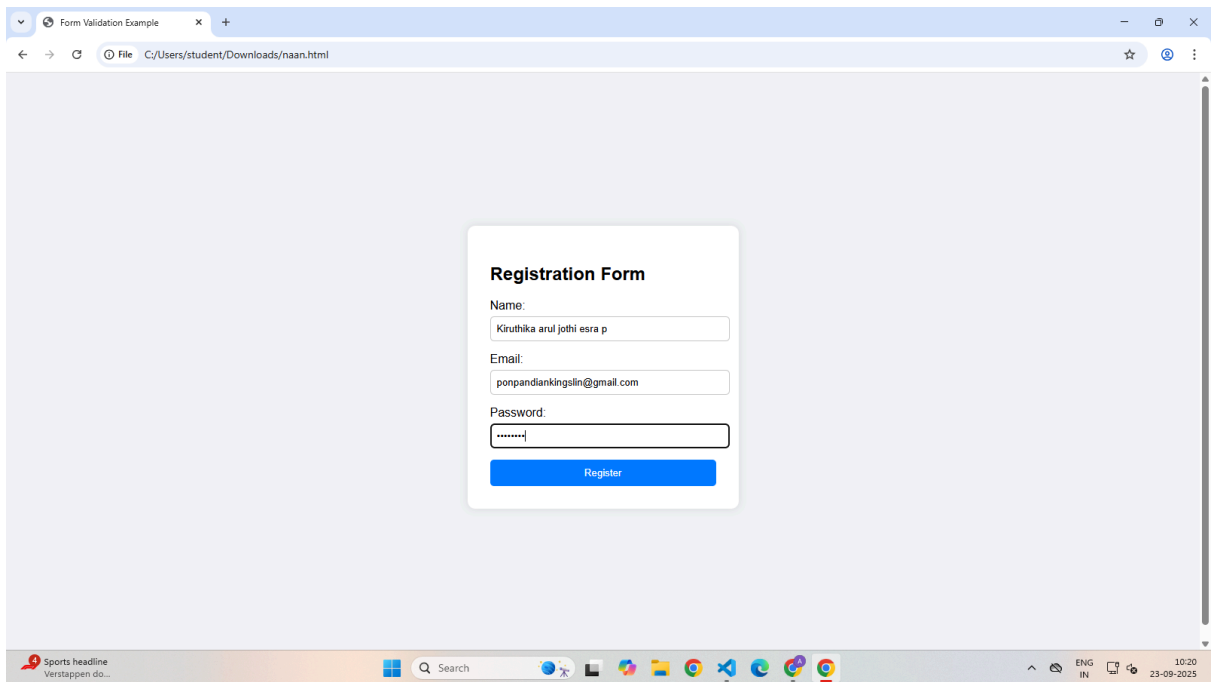 Form Validation Example
File C:/Users/student/Downloads/naan.html
Registration Form
Name:
Kiruthika arul jothi esra p
Email:
ponpandiankingslin@gmail.com
Password:
••••••••
Register
4
Sports headline
Verstappen do...
Search
ENG
IN
10:20
23-09-2025